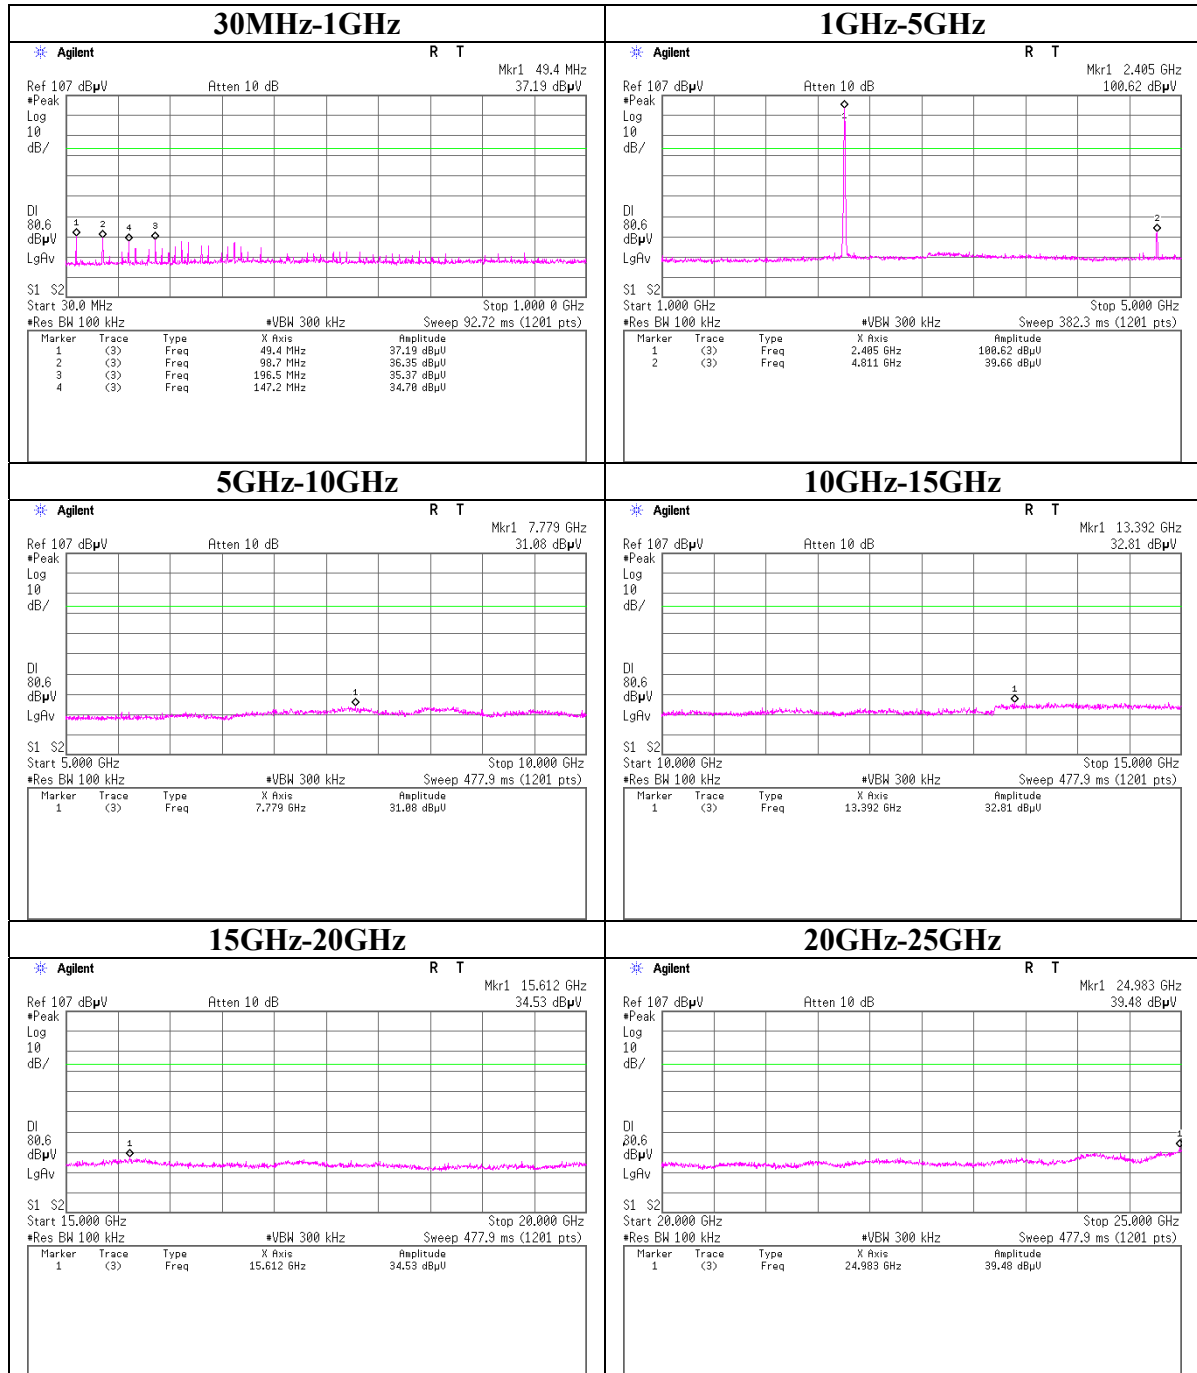 30MHz-1GHz
Agilent R T
Mkr1 49.4 MHz
Ref 107 dBµV Atten 10 dB 37.19 dBµV
#Peak
Log
10
dB/
DI
80.6
dBµV
LgAv
1 2 4 3
S1 S2
Start 30.0 MHz Stop 1.000 0 GHz
#Res BW 100 kHz #VBW 300 kHz Sweep 92.72 ms (1201 pts)
Marker Trace Type X Axis Amplitude
1 (3) Freq 49.4 MHz 37.19 dBµV
2 (3) Freq 98.7 MHz 36.35 dBµV
3 (3) Freq 196.5 MHz 35.37 dBµV
4 (3) Freq 147.2 MHz 34.70 dBµV
1GHz-5GHz
Agilent R T
Mkr1 2.405 GHz
Ref 107 dBµV Atten 10 dB 100.62 dBµV
#Peak
Log
10
dB/
DI
80.6
dBµV
LgAv
1 2
S1 S2
Start 1.000 GHz Stop 5.000 GHz
#Res BW 100 kHz #VBW 300 kHz Sweep 382.3 ms (1201 pts)
Marker Trace Type X Axis Amplitude
1 (3) Freq 2.405 GHz 100.62 dBµV
2 (3) Freq 4.811 GHz 39.66 dBµV
5GHz-10GHz
Agilent R T
Mkr1 7.779 GHz
Ref 107 dBµV Atten 10 dB 31.08 dBµV
#Peak
Log
10
dB/
DI
80.6
dBµV
LgAv
1
S1 S2
Start 5.000 GHz Stop 10.000 GHz
#Res BW 100 kHz #VBW 300 kHz Sweep 477.9 ms (1201 pts)
Marker Trace Type X Axis Amplitude
1 (3) Freq 7.779 GHz 31.08 dBµV
10GHz-15GHz
Agilent R T
Mkr1 13.392 GHz
Ref 107 dBµV Atten 10 dB 32.81 dBµV
#Peak
Log
10
dB/
DI
80.6
dBµV
LgAv
1
S1 S2
Start 10.000 GHz Stop 15.000 GHz
#Res BW 100 kHz #VBW 300 kHz Sweep 477.9 ms (1201 pts)
Marker Trace Type X Axis Amplitude
1 (3) Freq 13.392 GHz 32.81 dBµV
15GHz-20GHz
Agilent R T
Mkr1 15.612 GHz
Ref 107 dBµV Atten 10 dB 34.53 dBµV
#Peak
Log
10
dB/
DI
80.6
dBµV
LgAv
1
S1 S2
Start 15.000 GHz Stop 20.000 GHz
#Res BW 100 kHz #VBW 300 kHz Sweep 477.9 ms (1201 pts)
Marker Trace Type X Axis Amplitude
1 (3) Freq 15.612 GHz 34.53 dBµV
20GHz-25GHz
Agilent R T
Mkr1 24.983 GHz
Ref 107 dBµV Atten 10 dB 39.48 dBµV
#Peak
Log
10
dB/
DI
80.6
dBµV
LgAv
1
S1 S2
Start 20.000 GHz Stop 25.000 GHz
#Res BW 100 kHz #VBW 300 kHz Sweep 477.9 ms (1201 pts)
Marker Trace Type X Axis Amplitude
1 (3) Freq 24.983 GHz 39.48 dBµV